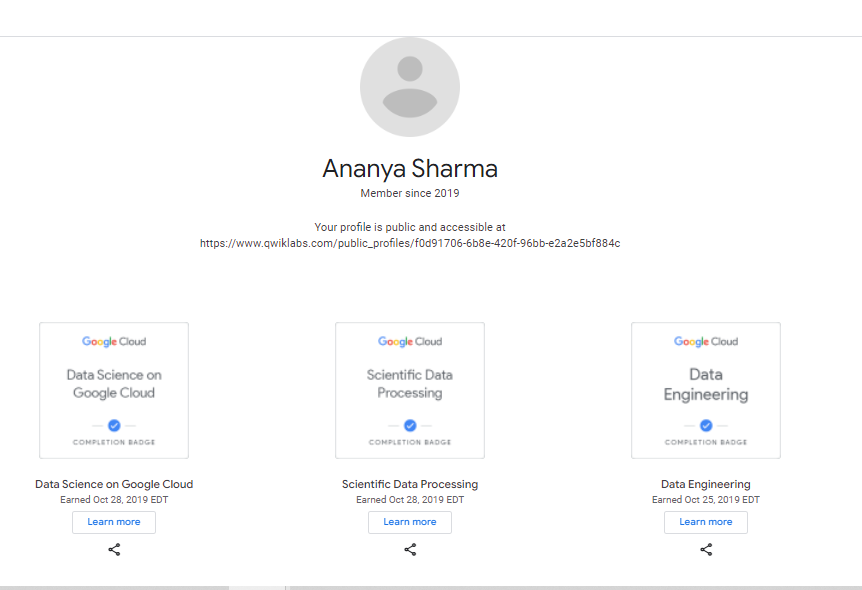 Ananya Sharma
Member since 2019
Your profile is public and accessible at
https://www.qwiklabs.com/public_profiles/f0d91706-6b8e-420f-96bb-e2a2e5bf884c
Google Cloud
Data Science on
Google Cloud
COMPLETION BADGE
Data Science on Google Cloud
Earned Oct 28, 2019 EDT
Learn more
Google Cloud
Scientific Data
Processing
COMPLETION BADGE
Scientific Data Processing
Earned Oct 28, 2019 EDT
Learn more
Google Cloud
Data
Engineering
COMPLETION BADGE
Data Engineering
Earned Oct 25, 2019 EDT
Learn more